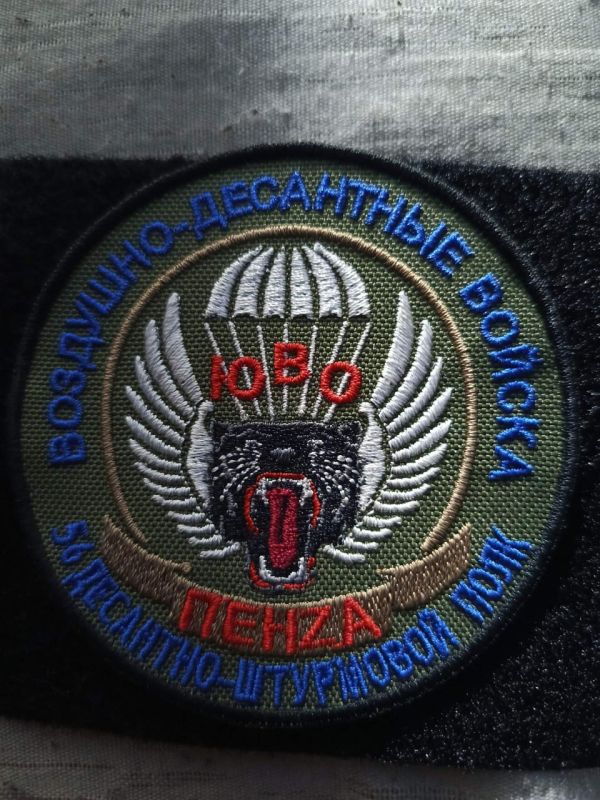 ВОЗДУШНО-ДЕСАНТНЫЕ ВОЙСКА
ЮВО
ПЕНZА
56 ДЕСАНТНО-ШТУРМОВОЙ ПОЛК